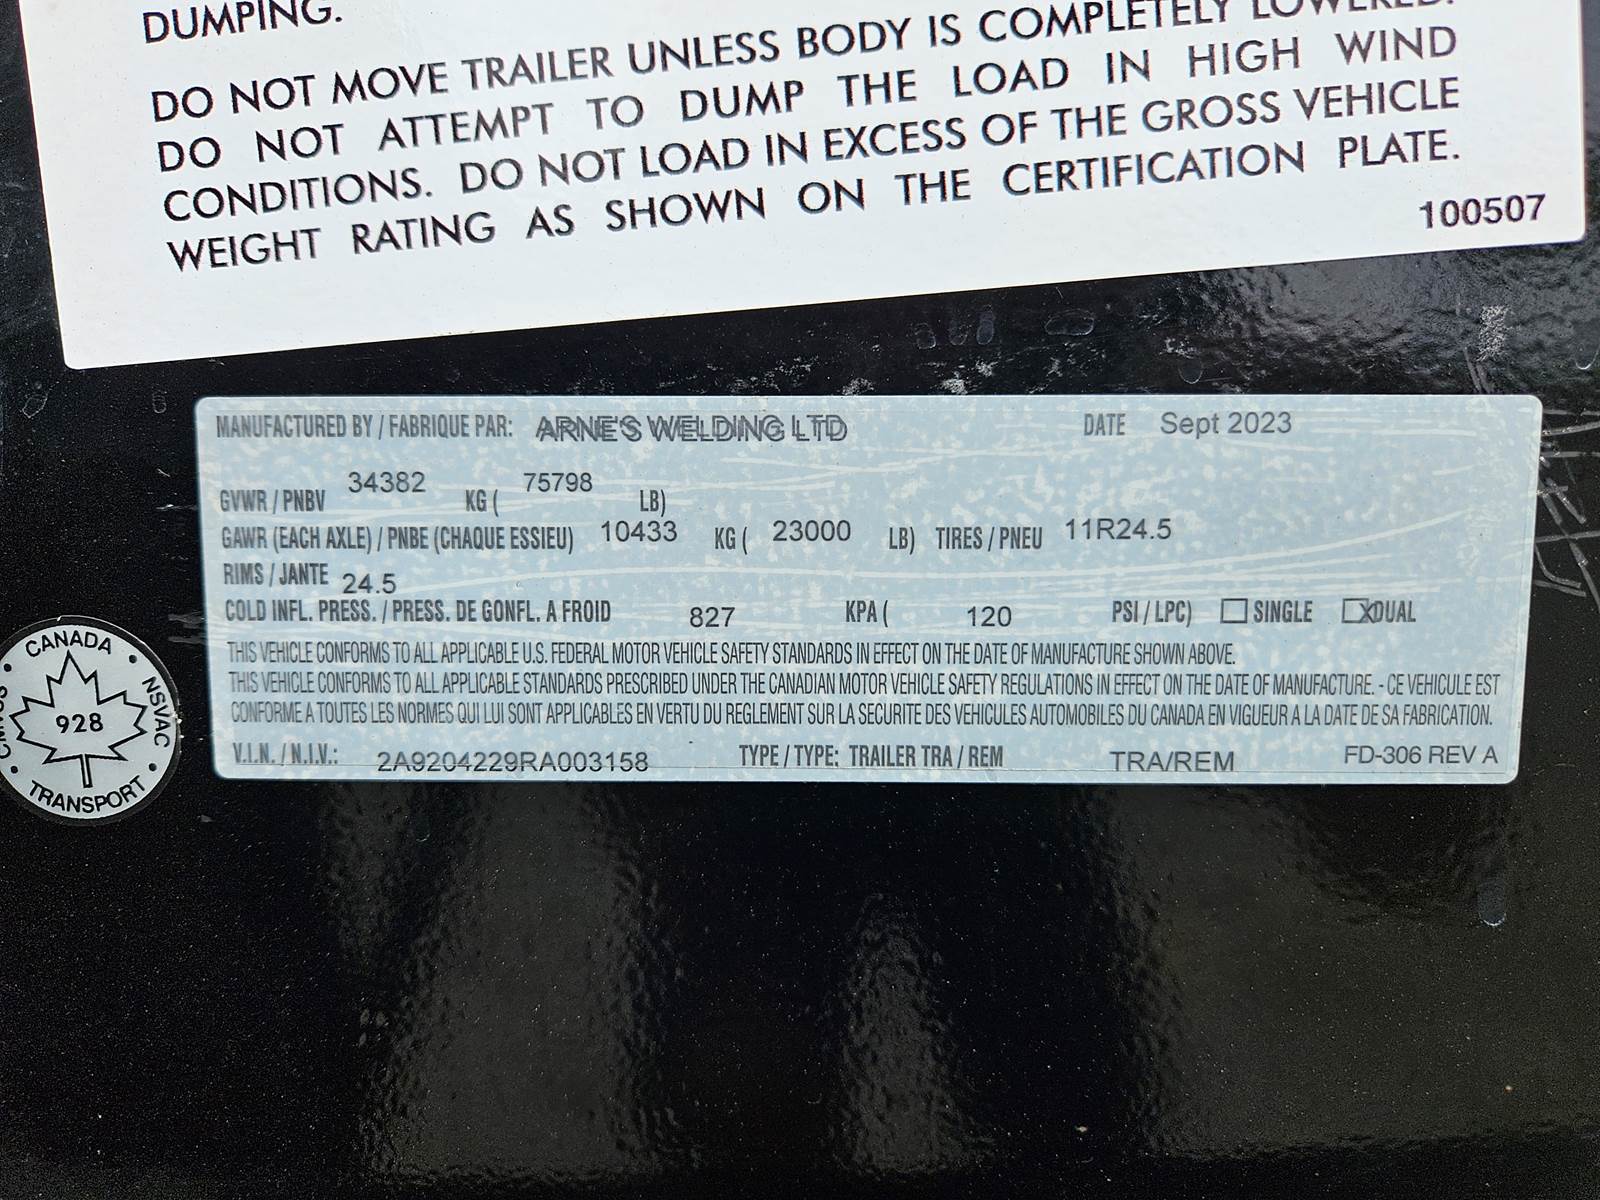 DUMPING.
DO NOT MOVE TRAILER UNLESS BODY IS COMPLETELY LOWERED.
DO NOT ATTEMPT TO DUMP THE LOAD IN HIGH WIND
CONDITIONS. DO NOT LOAD IN EXCESS OF THE GROSS VEHICLE
WEIGHT RATING AS SHOWN ON THE CERTIFICATION PLATE.
100507
MANUFACTURED BY / FABRIQUE PAR: ARNE'S WELDING LTD DATE Sept 2023
GVWR / PNBV 34382 KG ( 75798 LB)
GAWR (EACH AXLE) / PNBE (CHAQUE ESSIEU) 10433 KG ( 23000 LB) TIRES / PNEU 11R24.5
RIMS / JANTE 24.5
COLD INFL. PRESS. / PRESS. DE GONFL. A FROID 827 KPA ( 120 PSI / LPC) ☐ SINGLE ☒ DUAL
THIS VEHICLE CONFORMS TO ALL APPLICABLE U.S. FEDERAL MOTOR VEHICLE SAFETY STANDARDS IN EFFECT ON THE DATE OF MANUFACTURE SHOWN ABOVE.
THIS VEHICLE CONFORMS TO ALL APPLICABLE STANDARDS PRESCRIBED UNDER THE CANADIAN MOTOR VEHICLE SAFETY REGULATIONS IN EFFECT ON THE DATE OF MANUFACTURE. - CE VEHICULE EST
CONFORME A TOUTES LES NORMES QUI LUI SONT APPLICABLES EN VERTU DU REGLEMENT SUR LA SECURITE DES VEHICULES AUTOMOBILES DU CANADA EN VIGUEUR A LA DATE DE SA FABRICATION.
V.I.N. / N.I.V.: 2A9204229RA003158 TYPE / TYPE: TRAILER TRA / REM TRA/REM FD-306 REV A
CANADA
NSVAC
928
TRANSPORT